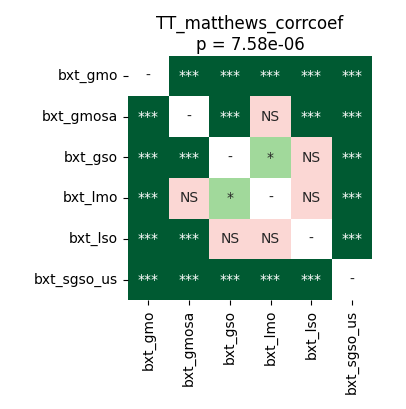 TT_matthews_corrcoef
p = 7.58e-06
bxt_gmo - *** *** *** *** ***
bxt_gmosa *** - *** NS *** ***
bxt_gso *** *** - * NS ***
bxt_lmo *** NS * - NS ***
bxt_lso *** *** NS NS - ***
bxt_sgso_us *** *** *** *** *** -
bxt_gmo
bxt_gmosa
bxt_gso
bxt_lmo
bxt_lso
bxt_sgso_us